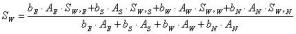 S_W = (b_E · A_E · S_{W,E} + b_S · A_S · S_{W,S} + b_W · A_W · S_{W,W} + b_N · A_N · S_{W,N}) / (b_E · A_E + b_S · A_S + b_W · A_W + b_N · A_N)